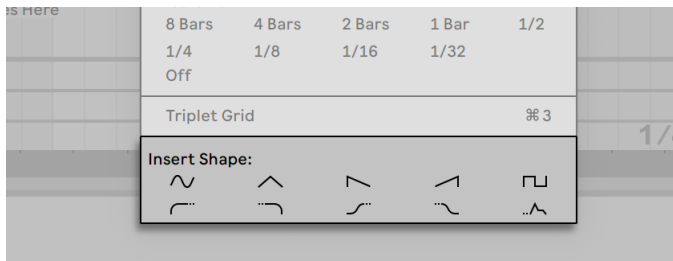 es Here
8 Bars 4 Bars 2 Bars 1 Bar 1/2
1/4 1/8 1/16 1/32
Off
Triplet Grid ⌘3
1/
Insert Shape: